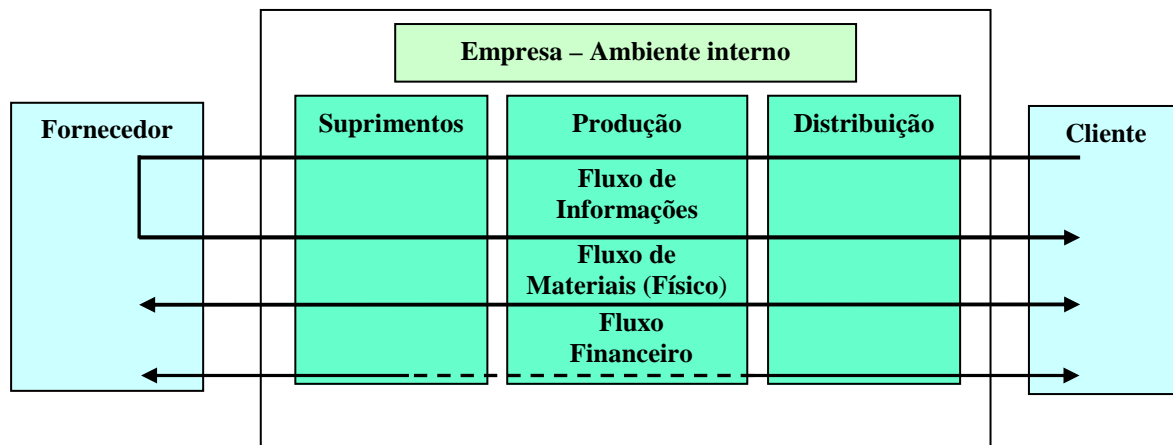 Empresa – Ambiente interno
Fornecedor
Suprimentos
Produção
Distribuição
Cliente
Fluxo de
Informações
Fluxo de
Materiais (Físico)
Fluxo
Financeiro